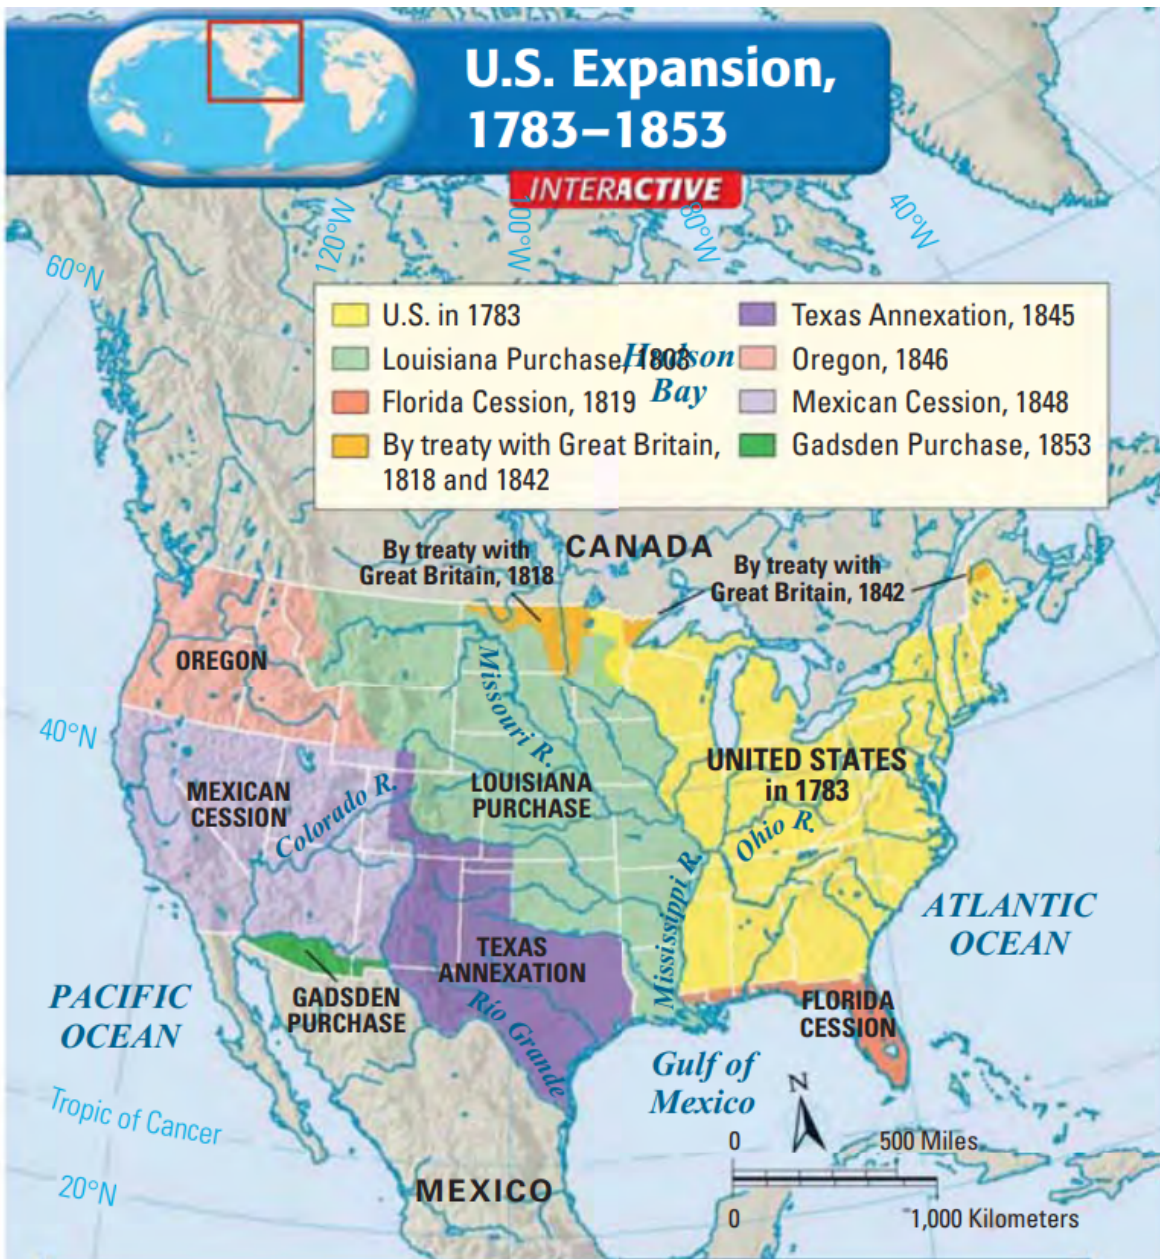 U.S. Expansion,
1783–1853
INTERACTIVE
60°N
120°W
100°W
80°W
40°W
U.S. in 1783
Louisiana Purchase, 1803
Florida Cession, 1819
By treaty with Great Britain,
1818 and 1842
Texas Annexation, 1845
Oregon, 1846
Mexican Cession, 1848
Gadsden Purchase, 1853
Hudson
Bay
By treaty with
Great Britain, 1818
CANADA
By treaty with
Great Britain, 1842
OREGON
Missouri R.
40°N
UNITED STATES
in 1783
MEXICAN
CESSION
Colorado R.
LOUISIANA
PURCHASE
Ohio R.
Mississippi R.
ATLANTIC
OCEAN
TEXAS
ANNEXATION
PACIFIC
OCEAN
GADSDEN
PURCHASE
Río Grande
FLORIDA
CESSION
Gulf of
Mexico
N
Tropic of Cancer
20°N
MEXICO
0 500 Miles
0 1,000 Kilometers